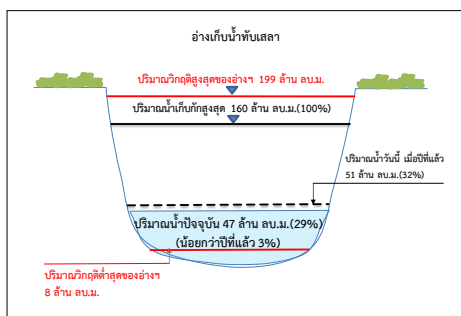 อ่างเก็บน้ำทับเสลา
ปริมาณวิกฤติสูงสุดของอ่างฯ 199 ล้าน ลบ.ม.
ปริมาณน้ำเก็บกักสูงสุด 160 ล้าน ลบ.ม.(100%)
ปริมาณน้ำวันนี้ เมื่อปีที่แล้ว
51 ล้าน ลบ.ม.(32%)
ปริมาณน้ำปัจจุบัน 47 ล้าน ลบ.ม.(29%)
(น้อยกว่าปีที่แล้ว 3%)
ปริมาณวิกฤติต่ำสุดของอ่างฯ
8 ล้าน ลบ.ม.